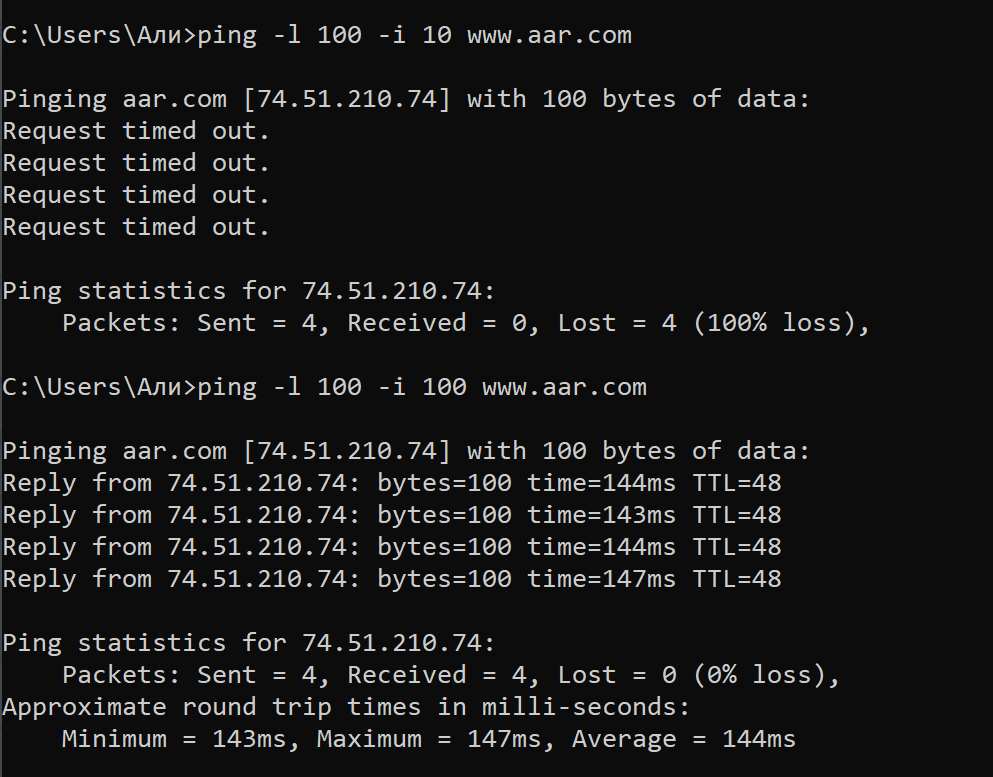 C:\Users\Али>ping -l 100 -i 10 www.aar.com
Pinging aar.com [74.51.210.74] with 100 bytes of data:
Request timed out.
Request timed out.
Request timed out.
Request timed out.
Ping statistics for 74.51.210.74:
    Packets: Sent = 4, Received = 0, Lost = 4 (100% loss),
C:\Users\Али>ping -l 100 -i 100 www.aar.com
Pinging aar.com [74.51.210.74] with 100 bytes of data:
Reply from 74.51.210.74: bytes=100 time=144ms TTL=48
Reply from 74.51.210.74: bytes=100 time=143ms TTL=48
Reply from 74.51.210.74: bytes=100 time=144ms TTL=48
Reply from 74.51.210.74: bytes=100 time=147ms TTL=48
Ping statistics for 74.51.210.74:
    Packets: Sent = 4, Received = 4, Lost = 0 (0% loss),
Approximate round trip times in milli-seconds:
    Minimum = 143ms, Maximum = 147ms, Average = 144ms